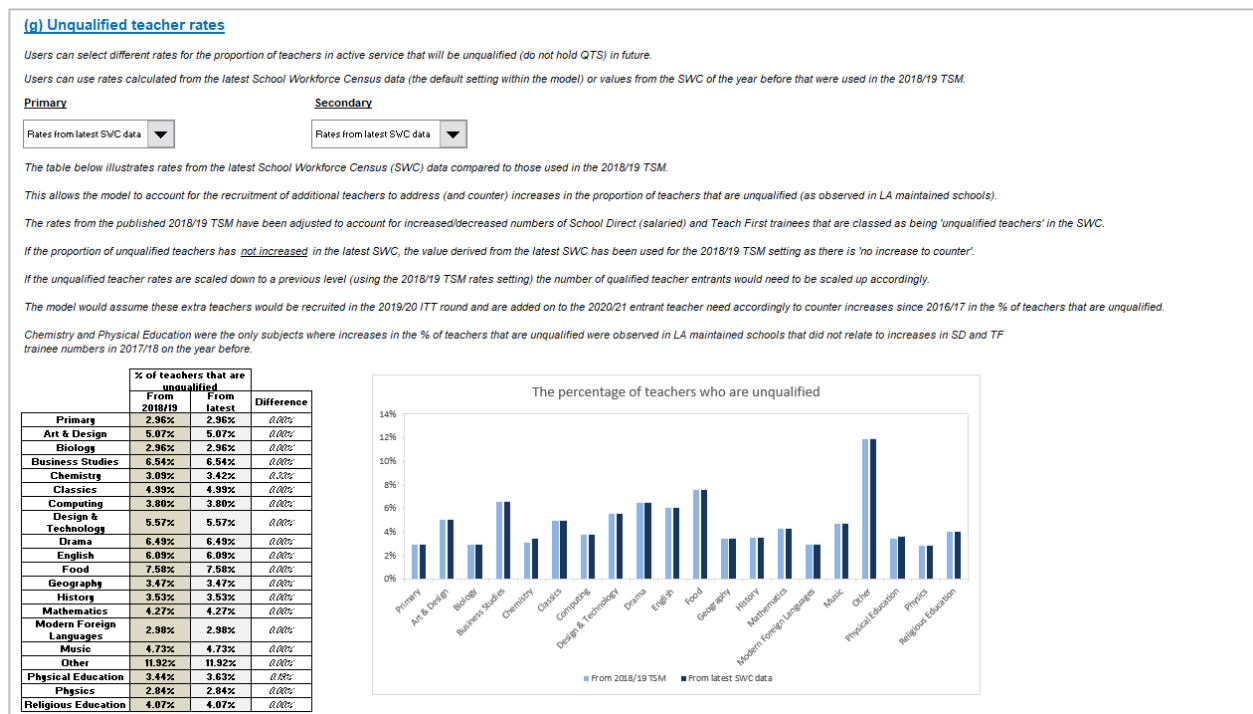 (g) Unqualified teacher rates
Users can select different rates for the proportion of teachers in active service that will be unqualified (do not hold QTS) in future.
Users can use rates calculated from the latest School Workforce Census data (the default setting within the model) or values from the SWC of the year before that were used in the 2018/19 TSM.
Primary Secondary
Rates from latest SWC data Rates from latest SWC data
The table below illustrates rates from the latest School Workforce Census (SWC) data compared to those used in the 2018/19 TSM.
This allows the model to account for the recruitment of additional teachers to address (and counter) increases in the proportion of teachers that are unqualified (as observed in LA maintained schools).
The rates from the published 2018/19 TSM have been adjusted to account for increased/decreased numbers of School Direct (salaried) and Teach First trainees that are classed as being 'unqualified teachers' in the SWC.
If the proportion of unqualified teachers has not increased in the latest SWC, the value derived from the latest SWC has been used for the 2018/19 TSM setting as there is 'no increase to counter'.
If the unqualified teacher rates are scaled down to a previous level (using the 2018/19 TSM rates setting) the number of qualified teacher entrants would need to be scaled up accordingly.
The model would assume these extra teachers would be recruited in the 2019/20 ITT round and are added on to the 2020/21 entrant teacher need accordingly to counter increases since 2016/17 in the % of teachers that are unqualified.
Chemistry and Physical Education were the only subjects where increases in the % of teachers that are unqualified were observed in LA maintained schools that did not relate to increases in SD and TF
trainee numbers in 2017/18 on the year before.
% of teachers that are
unqualified
From From Difference
2018/19 latest
Primary 2.96% 2.96% 0.00%
Art & Design 5.07% 5.07% 0.00%
Biology 2.96% 2.96% 0.00%
Business Studies 6.54% 6.54% 0.00%
Chemistry 3.09% 3.42% 0.33%
Classics 4.99% 4.99% 0.00%
Computing 3.80% 3.80% 0.00%
Design &
Technology 5.57% 5.57% 0.00%
Drama 6.49% 6.49% 0.00%
English 6.09% 6.09% 0.00%
Food 7.58% 7.58% 0.00%
Geography 3.47% 3.47% 0.00%
History 3.53% 3.53% 0.00%
Mathematics 4.27% 4.27% 0.00%
Modern Foreign
Languages 2.98% 2.98% 0.00%
Music 4.73% 4.73% 0.00%
Other 11.92% 11.92% 0.00%
Physical Education 3.44% 3.63% 0.19%
Physics 2.84% 2.84% 0.00%
Religious Education 4.07% 4.07% 0.00%
The percentage of teachers who are unqualified
14%
12%
10%
8%
6%
4%
2%
0%
Primary
Art & Design
Biology
Business Studies
Chemistry
Classics
Computing
Design & Technology
Drama
English
Food
Geography
History
Mathematics
Modern Foreign Languages
Music
Other
Physical Education
Physics
Religious Education
From 2018/19 TSM From latest SWC data